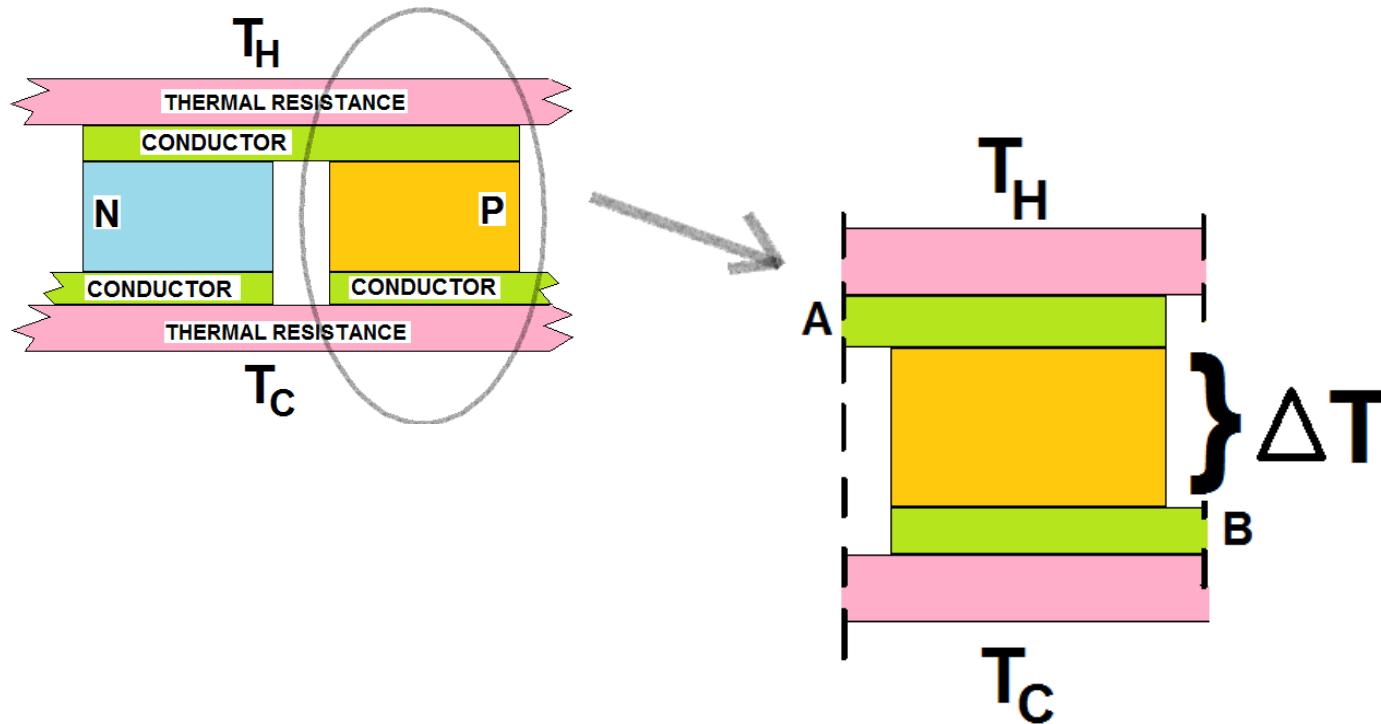 TH
THERMAL RESISTANCE
CONDUCTOR
N
P
CONDUCTOR
CONDUCTOR
THERMAL RESISTANCE
TC
TH
A
ΔT
B
TC